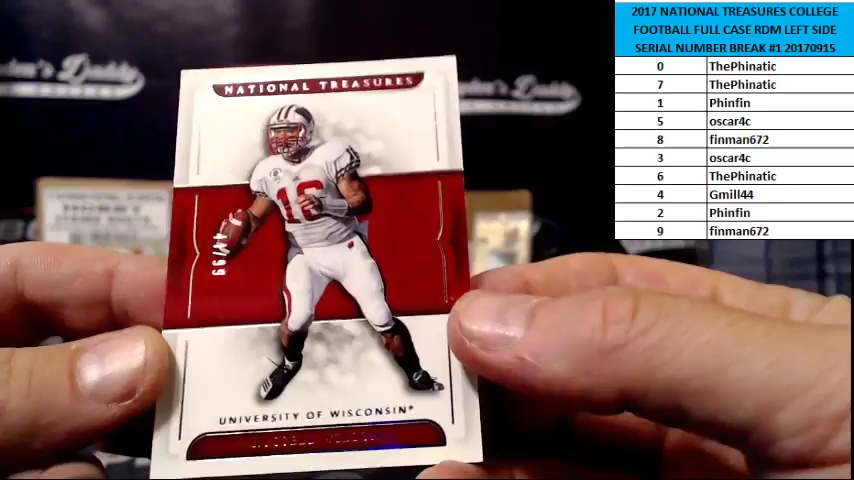 NATIONAL TREASURES
16
/99
UNIVERSITY OF WISCONSIN
2017 NATIONAL TREASURES COLLEGE
FOOTBALL FULL CASE RDM LEFT SIDE
SERIAL NUMBER BREAK #1 20170915
0 ThePhinatic
7 ThePhinatic
1 Phinfin
5 oscar4c
8 finman672
3 oscar4c
6 ThePhinatic
4 Gmill44
2 Phinfin
9 finman672